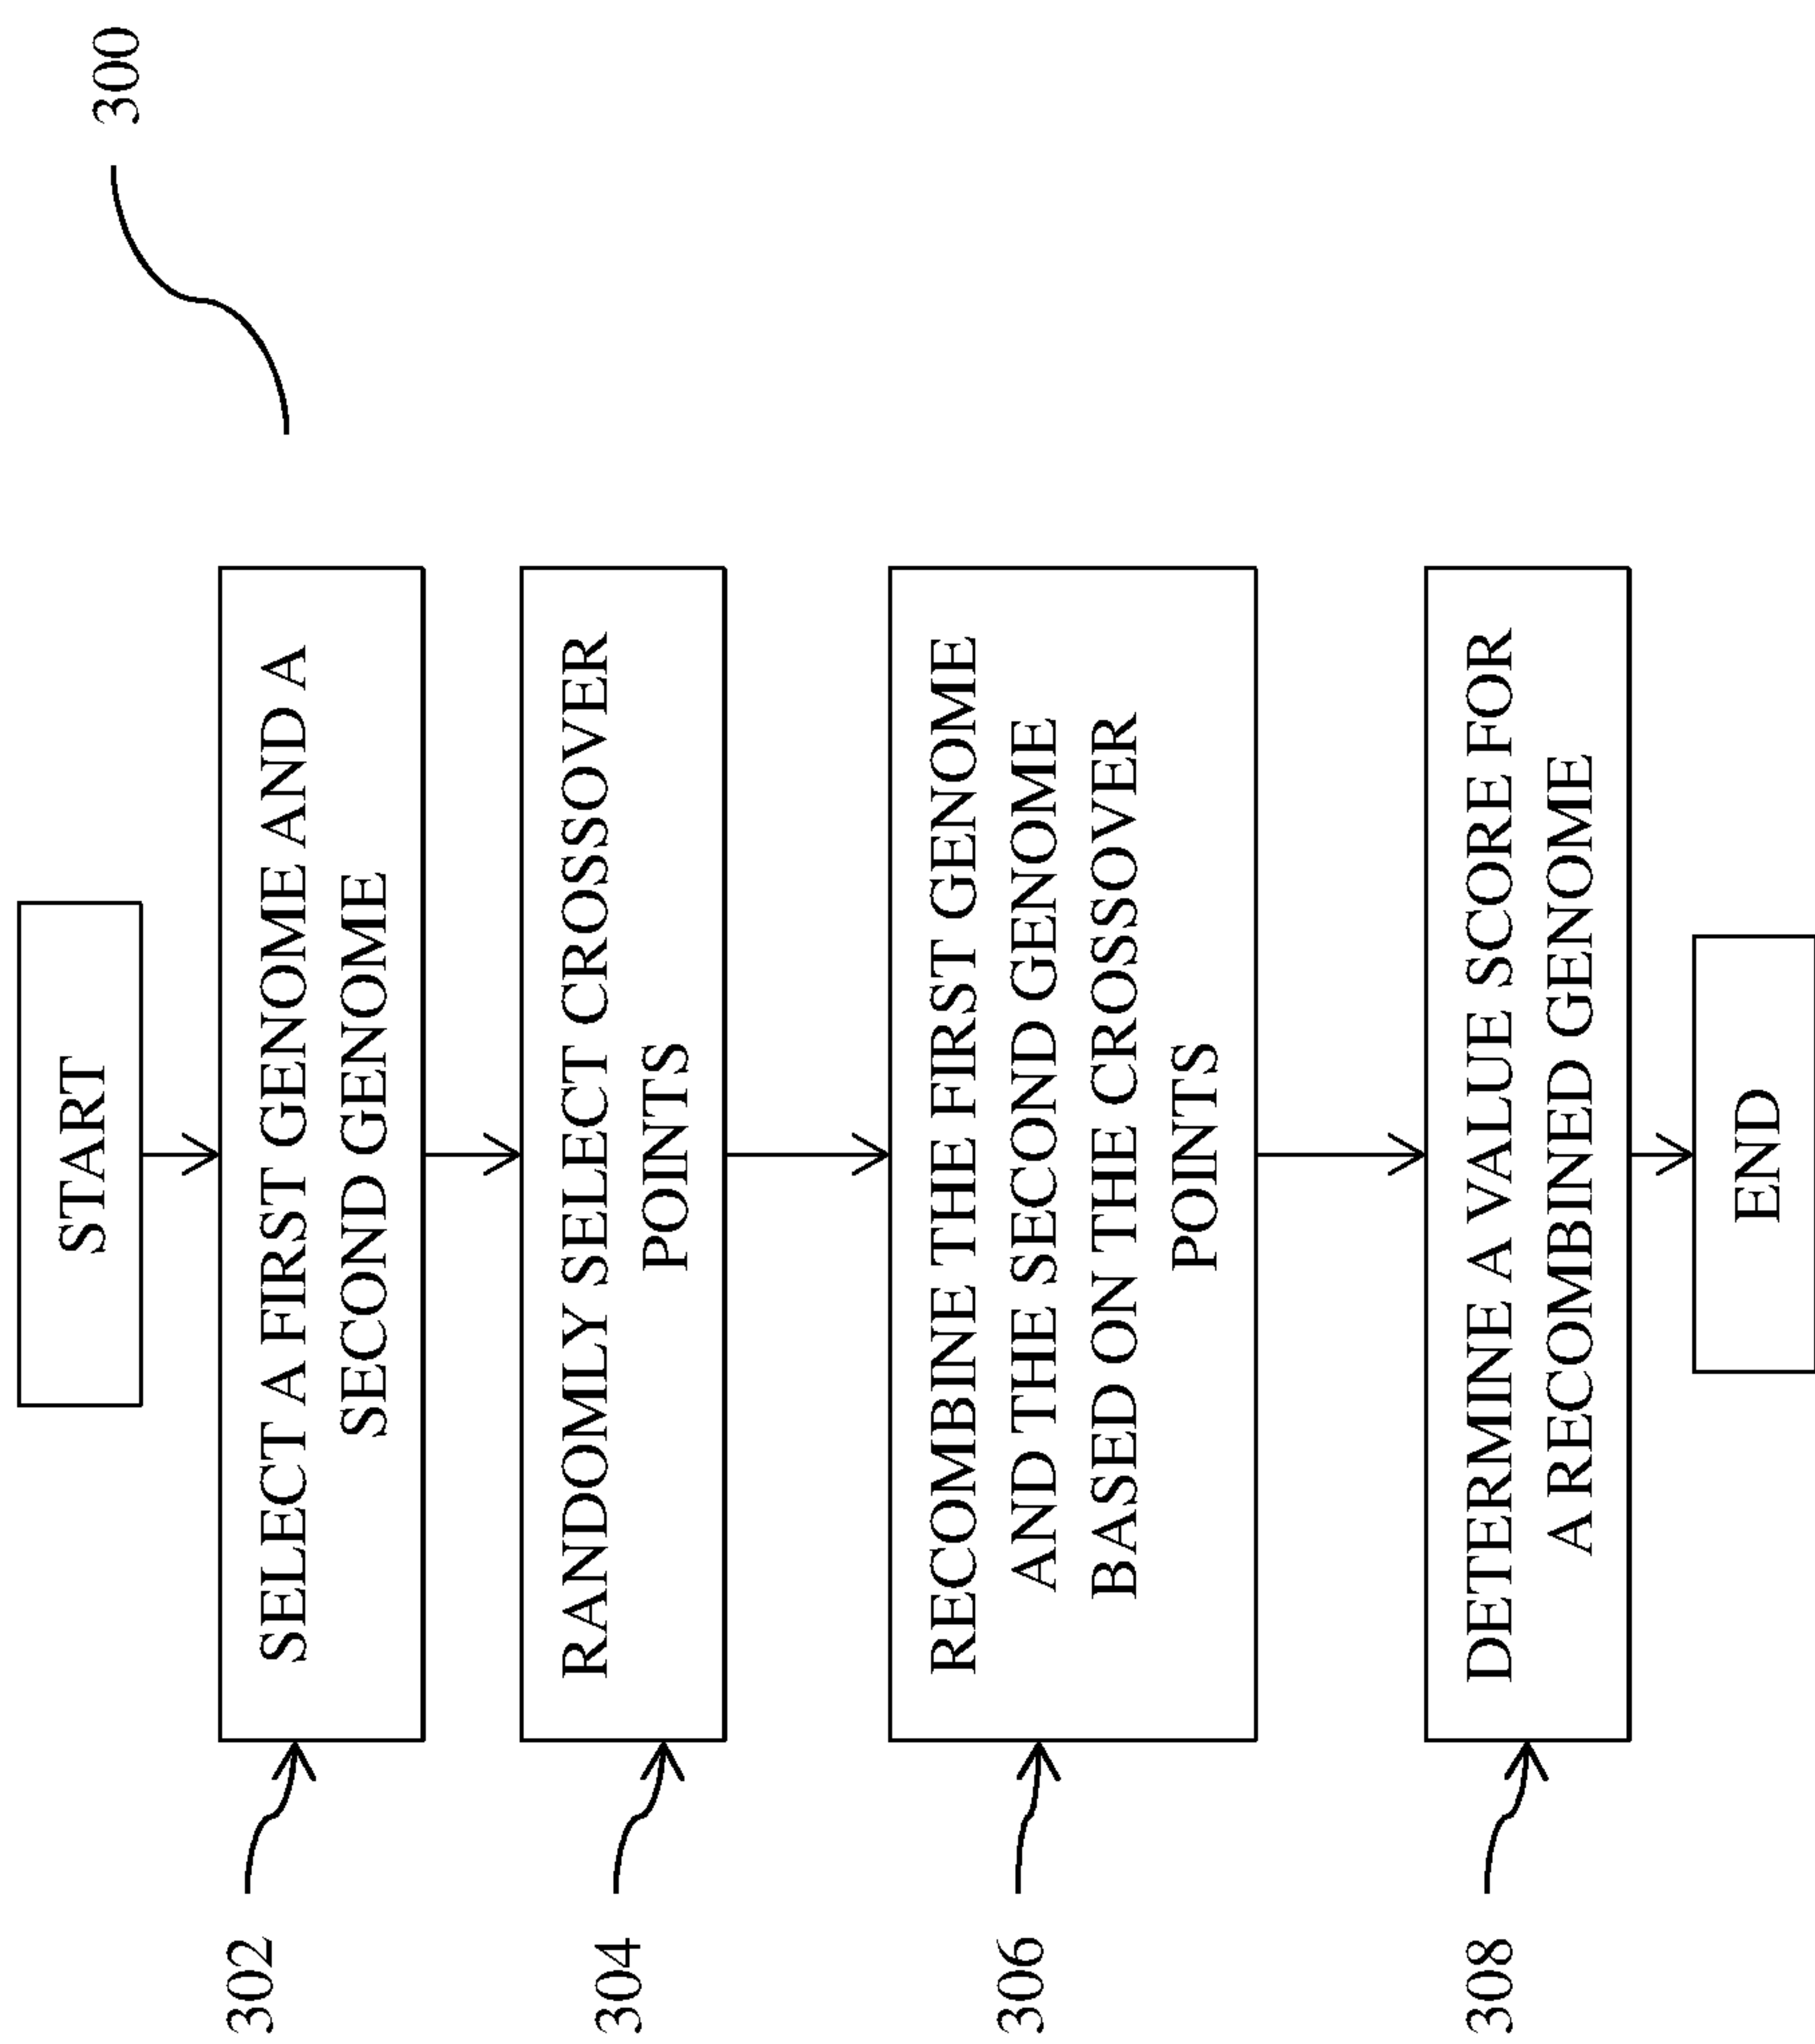 300
START
302
SELECT A FIRST GENOME AND A
SECOND GENOME
304
RANDOMLY SELECT CROSSOVER
POINTS
306
RECOMBINE THE FIRST GENOME
AND THE SECOND GENOME
BASED ON THE CROSSOVER
POINTS
308
DETERMINE A VALUE SCORE FOR
A RECOMBINED GENOME
END